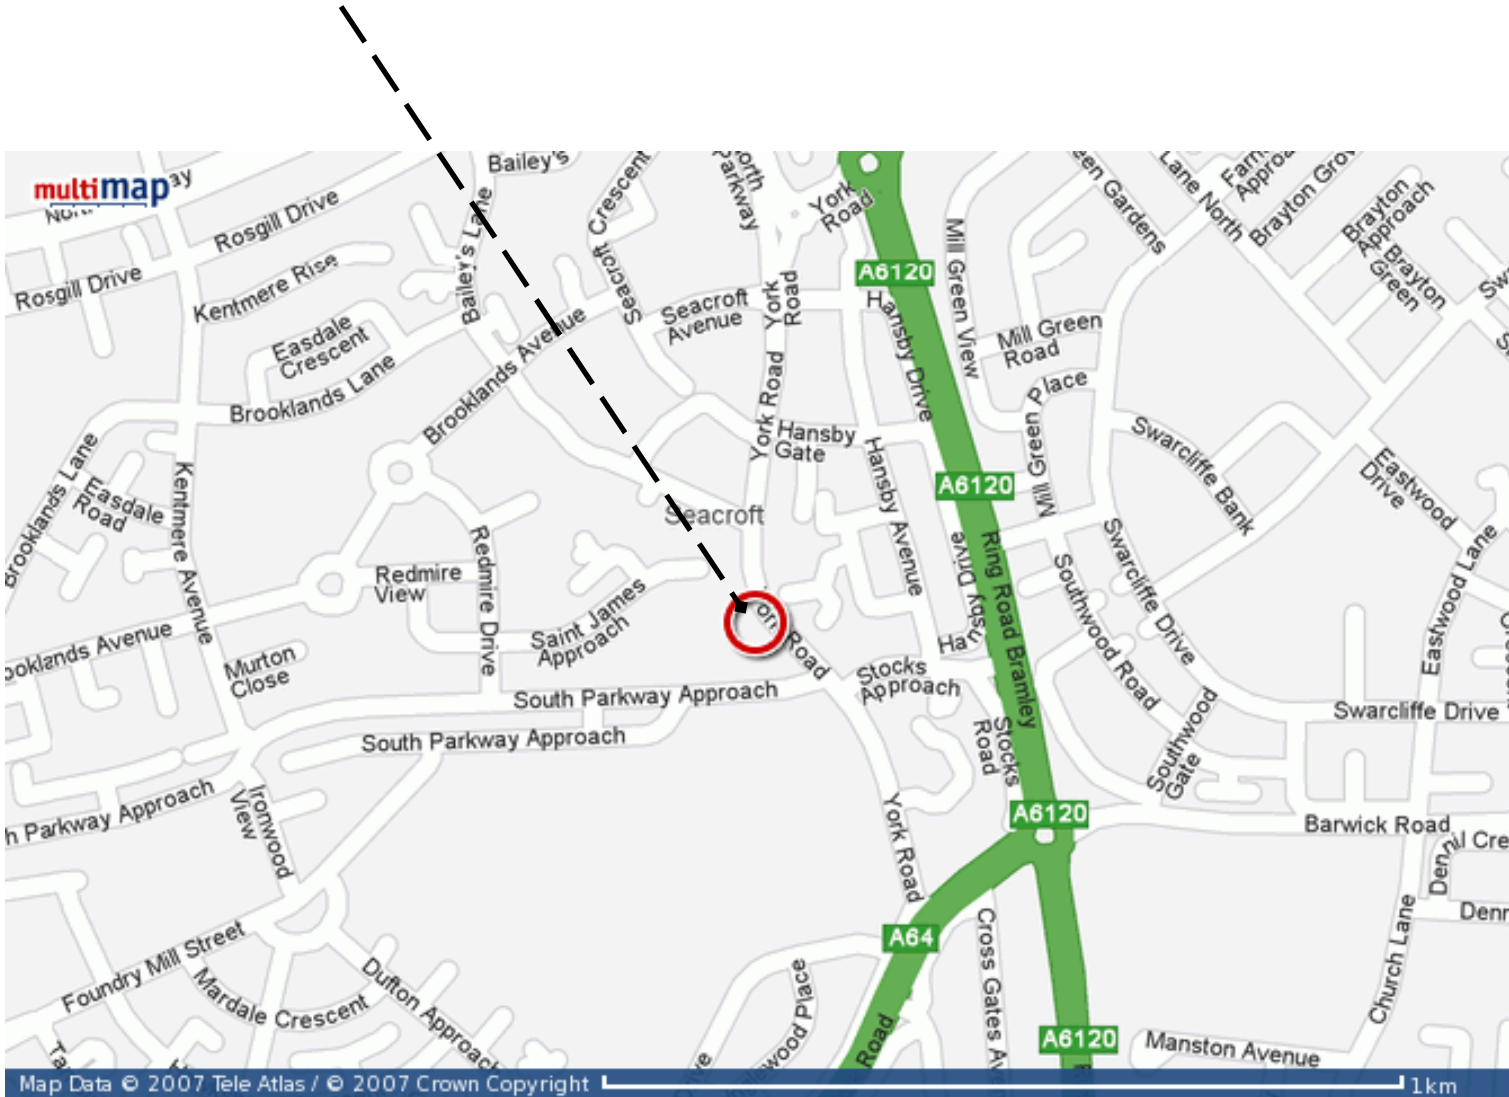 Bailey's
multimap
Rosgill Drive
Seacroft Crescent
Parkway
York
Road
Lane North
Brayton
Approach
Brayton
Green
een Gardens
Bailey's Lane
Mill Green View
A6120
Rosgill Drive
Kentmere Rise
Seacroft
Avenue
York
Road
Hansby Drive
Mill Green
Road
Easdale
Crescent
Brooklands Avenue
Brooklands Lane
York Road
Mill Green Place
Hansby
Gate
Swarcliffe Bank
Eastwood
Drive
Brooklands Lane
Easdale
Road
Kentmere Avenue
Hansby Avenue
A6120
Seacroft
Redmire
View
Redmire Drive
Saint James
Approach
Ring Road Bramley
Southwood Road
Swarcliffe Drive
Eastwood Lane
ooklands Avenue
Murton
Close
Road
Stocks
Approach
South Parkway Approach
South Parkway Approach
Stocks
Road
Southwood
Gate
Swarcliffe Drive
h Parkway Approach
Ironwood
View
York Road
A6120
Barwick Road
Foundry Mill Street
Mardale Crescent
Dufton Approach
A64
Cross Gates Av
Church Lane
Road
A6120
Manston Avenue
Map Data © 2007 Tele Atlas / © 2007 Crown Copyright
1km